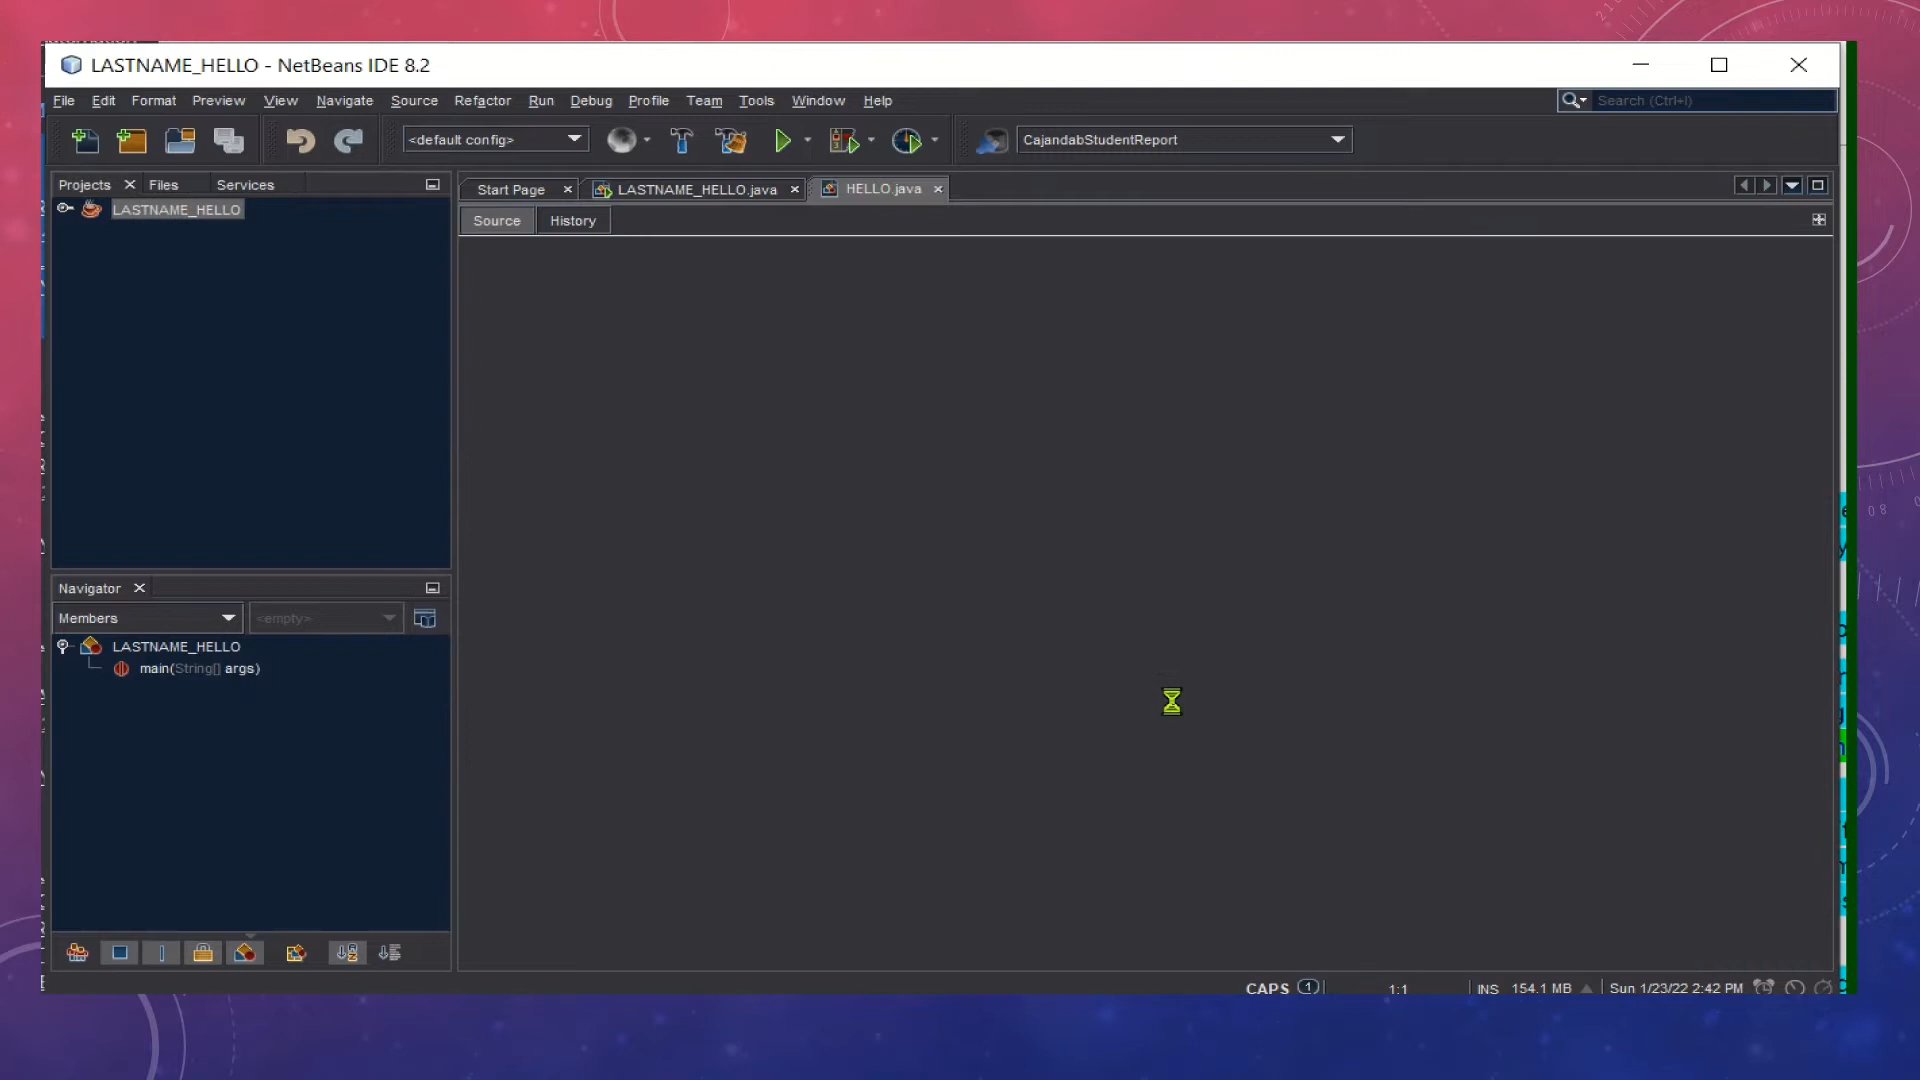 LASTNAME_HELLO - NetBeans IDE 8.2
File Edit Format Preview View Navigate Source Refactor Run Debug Profile Team Tools Window Help
Search (Ctrl+I)
<default config>
CajandabStudentReport
Projects Files Services
Start Page LASTNAME_HELLO.java HELLO.java
LASTNAME_HELLO
Source History
Navigator
Members <empty>
LASTNAME_HELLO
main(String[] args)
CAPS 1 1:1 INS 154.1 MB Sun 1/23/22 2:42 PM
80